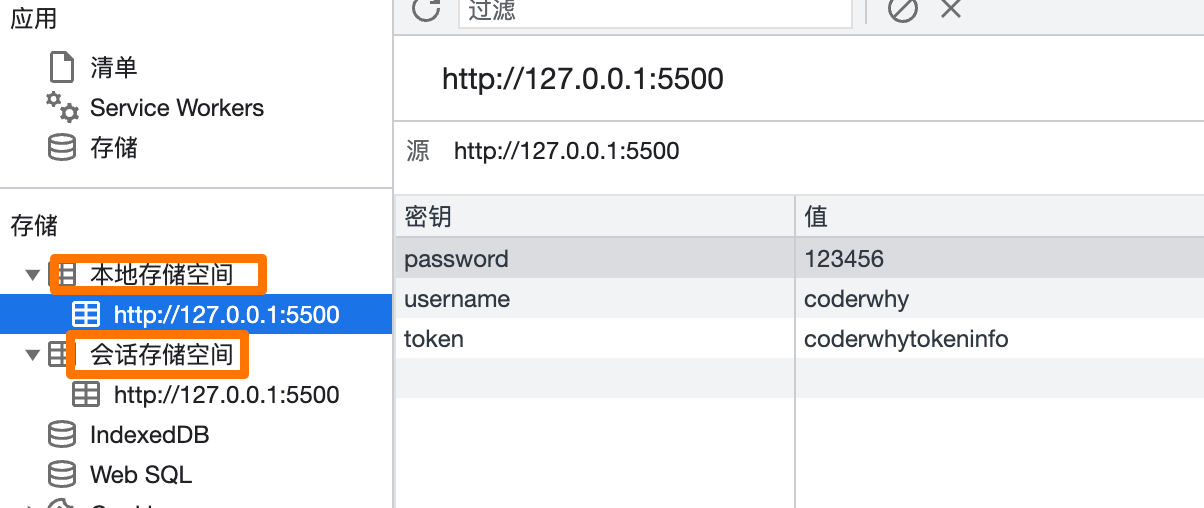 应用
清单
Service Workers
存储
存储
本地存储空间
http://127.0.0.1:5500
会话存储空间
http://127.0.0.1:5500
IndexedDB
Web SQL
过滤
http://127.0.0.1:5500
源 http://127.0.0.1:5500
密钥 值
password 123456
username coderwhy
token coderwhytokeninfo